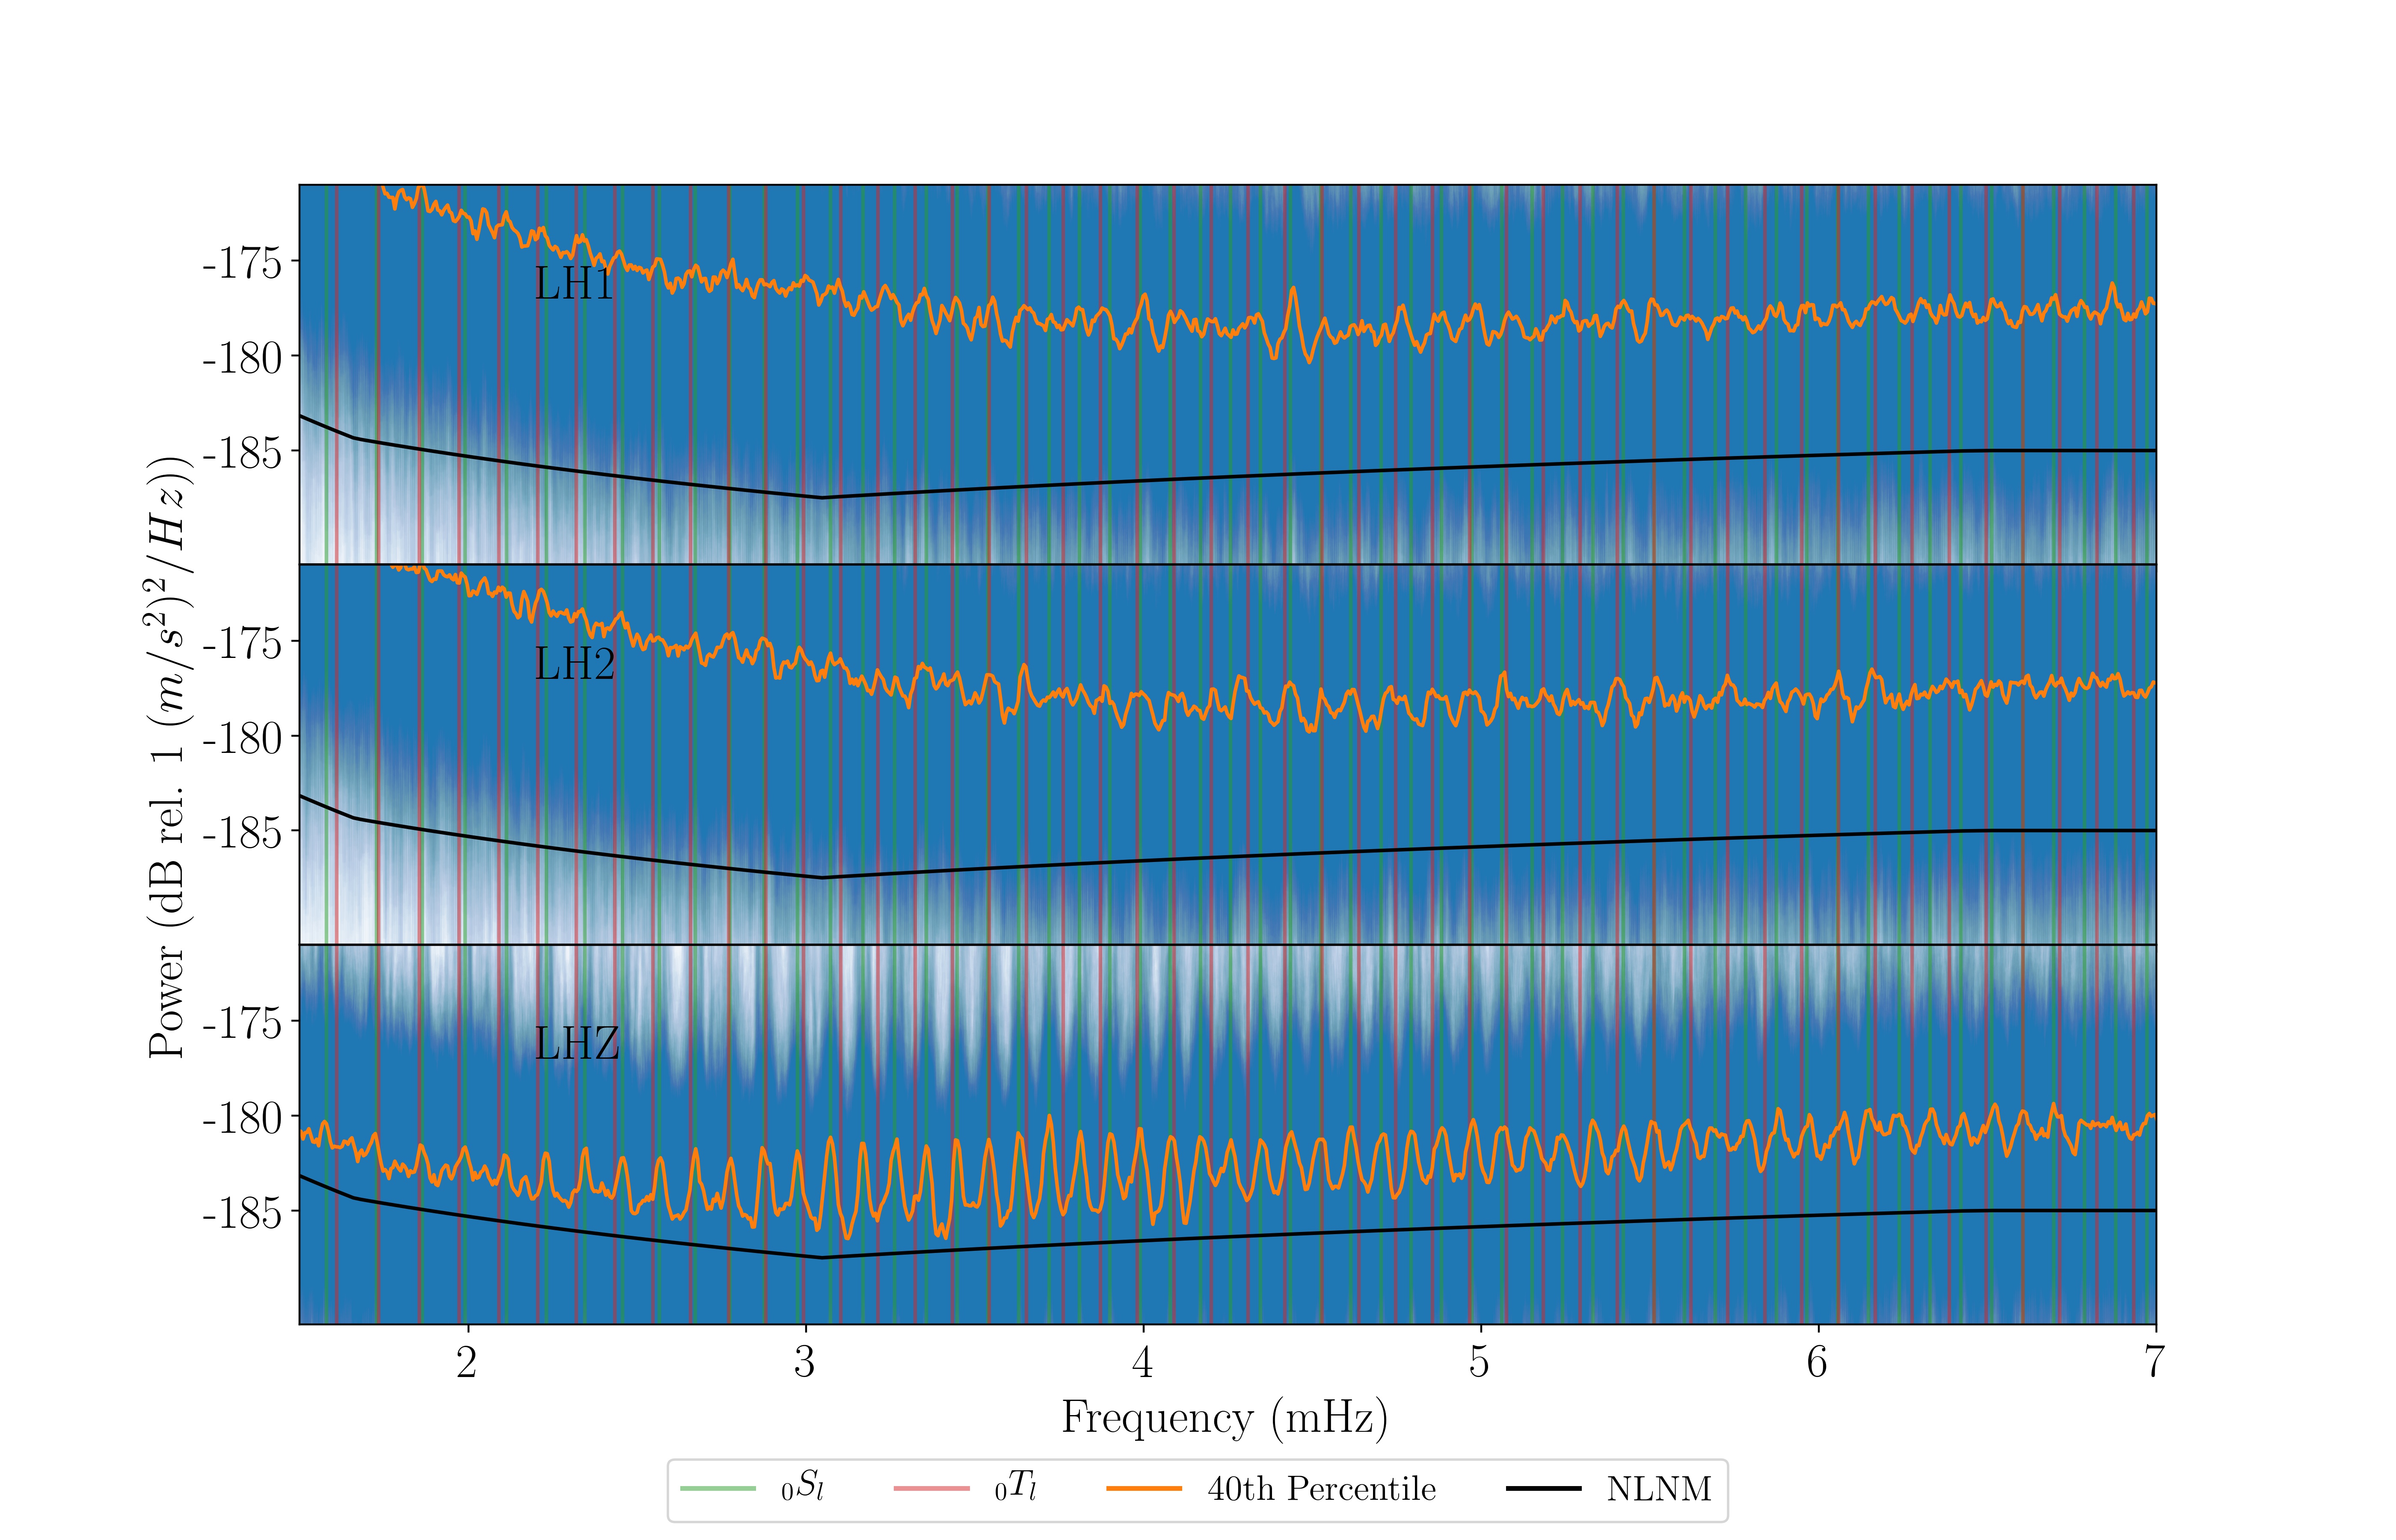 Power (dB rel. 1 (m/s²)²/Hz))
-175
-180
-185
LH1
-175
-180
-185
LH2
-175
-180
-185
LHZ
2 3 4 5 6 7
Frequency (mHz)
₀Sₗ ₀Tₗ 40th Percentile NLNM